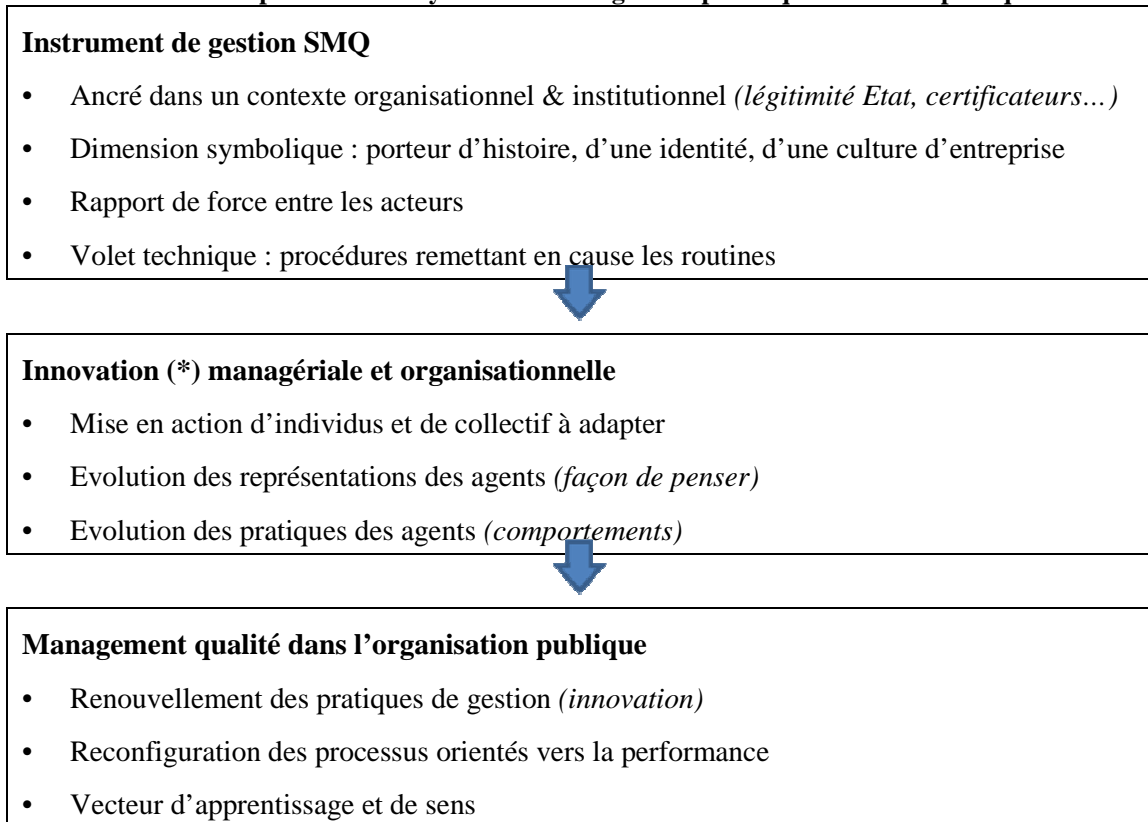 Instrument de gestion SMQ
• Ancré dans un contexte organisationnel & institutionnel (légitimité Etat, certificateurs…)
• Dimension symbolique : porteur d’histoire, d’une identité, d’une culture d’entreprise
• Rapport de force entre les acteurs
• Volet technique : procédures remettant en cause les routines
Innovation (*) managériale et organisationnelle
• Mise en action d’individus et de collectif à adapter
• Evolution des représentations des agents (façon de penser)
• Evolution des pratiques des agents (comportements)
Management qualité dans l’organisation publique
• Renouvellement des pratiques de gestion (innovation)
• Reconfiguration des processus orientés vers la performance
• Vecteur d’apprentissage et de sens